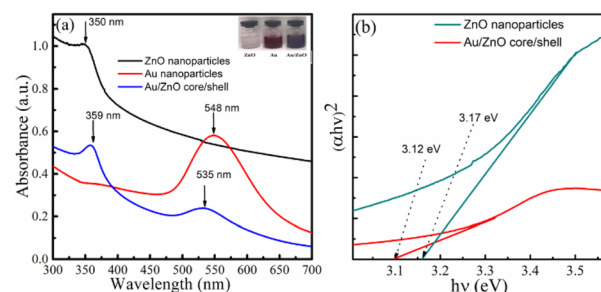 (a)
350 nm
ZnO Au Au/ZnO
ZnO nanoparticles
Au nanoparticles
Au/ZnO core/shell
359 nm
548 nm
535 nm
1.0
0.8
0.6
0.4
0.2
0.0
Absorbance (a.u.)
300 350 400 450 500 550 600 650 700
Wavelength (nm)
(b)
ZnO nanoparticles
Au/ZnO core/shell
3.17 eV
3.12 eV
(αhν)2
3.0 3.1 3.2 3.3 3.4 3.5
hν (eV)